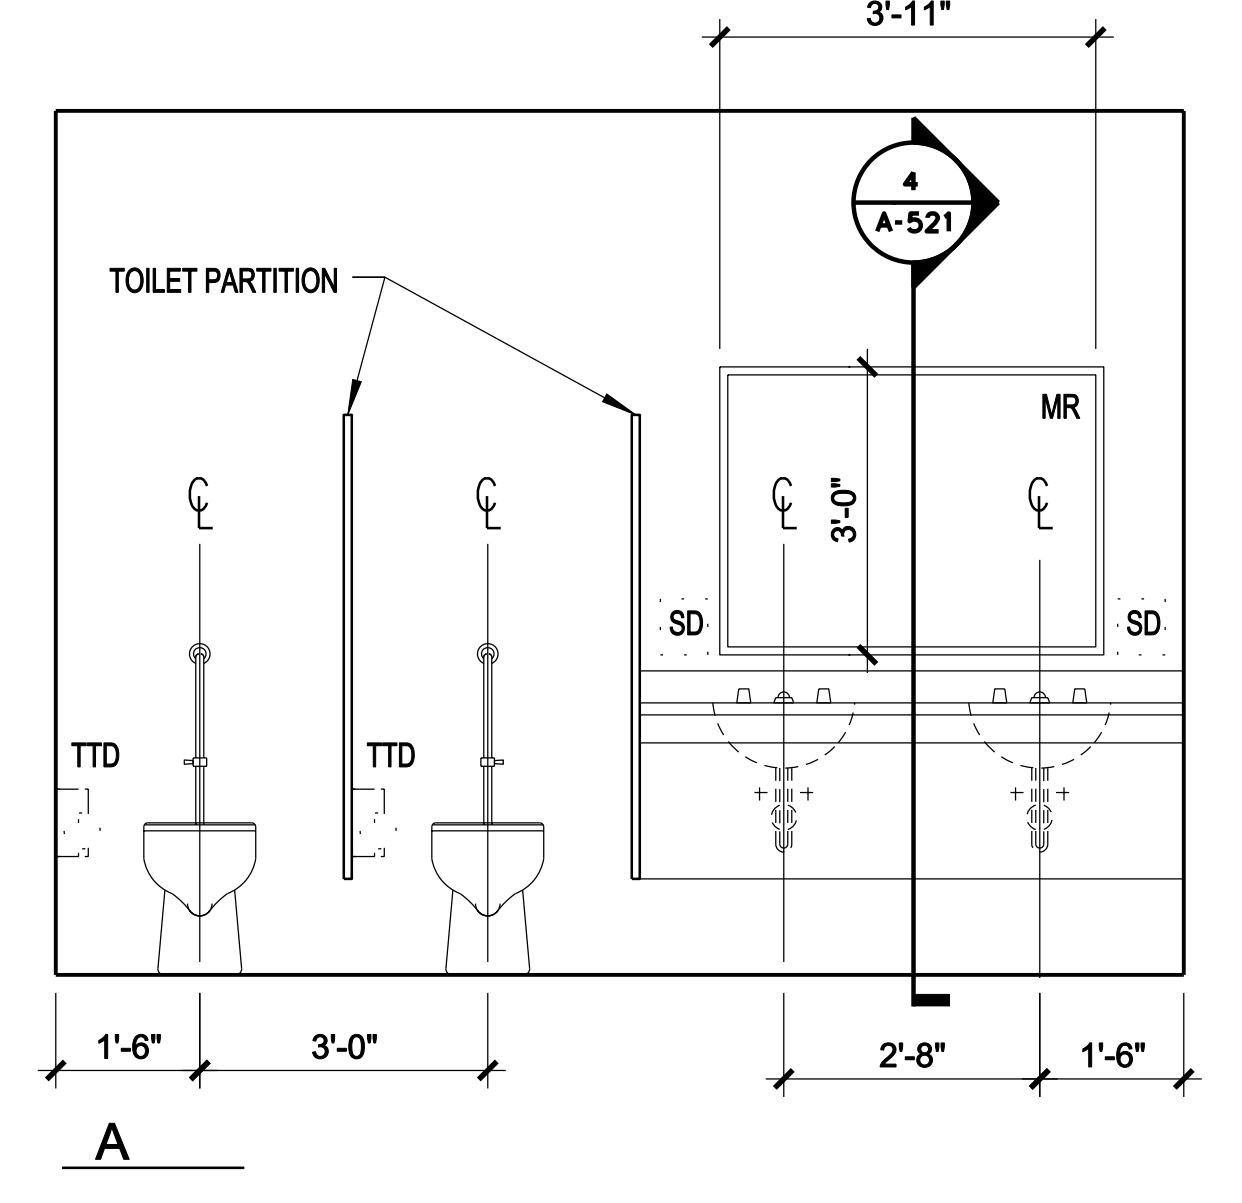 3'-11"
4
A-521
TOILET PARTITION
MR
℄
℄
℄
3'-0"
℄
SD
SD
TTD
TTD
1'-6"
3'-0"
2'-8"
1'-6"
A